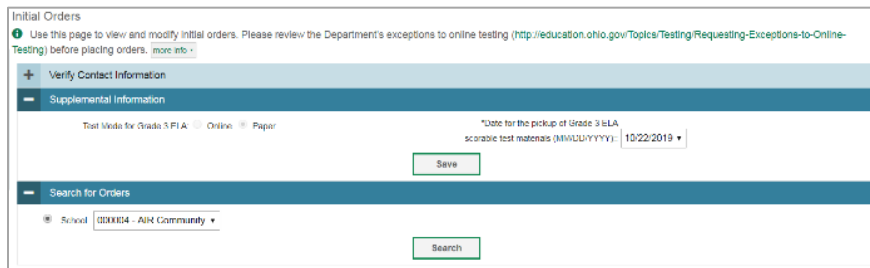 Initial Orders
Use this page to view and modify initial orders. Please review the Department's exceptions to online testing (http://education.ohio.gov/Topics/Testing/Requesting-Exceptions-to-Online-
Testing) before placing orders. more info
Verify Contact Information
Supplemental Information
Test Mode for Grade 3 ELA: Online Paper
*Date for the pickup of Grade 3 ELA
scorable test materials (MM/DD/YYYY): 10/22/2019
Save
Search for Orders
School 000004 - AIR Community
Search